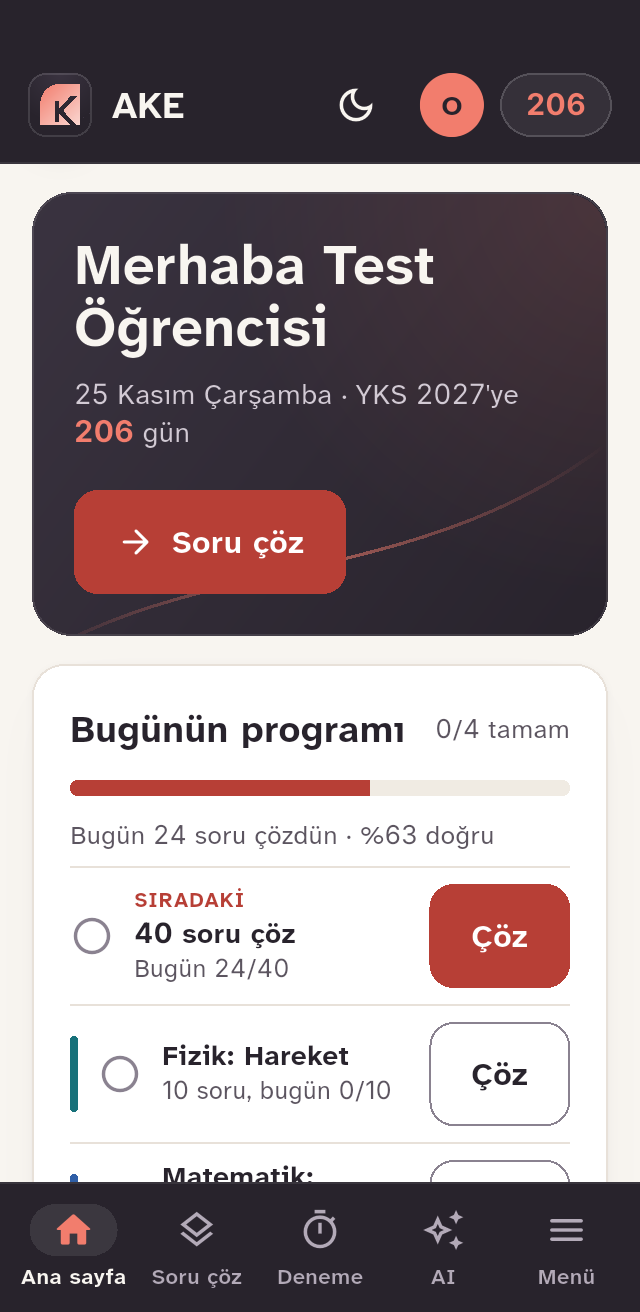 K AKE O 206
Merhaba Test
Öğrencisi
25 Kasım Çarşamba · YKS 2027'ye
206 gün
Soru çöz
Bugünün programı 0/4 tamam
Bugün 24 soru çözdün · %63 doğru
SIRADAKİ
40 soru çöz
Bugün 24/40
Çöz
Fizik: Hareket
10 soru, bugün 0/10
Çöz
Matematik:
Ana sayfa Soru çöz Deneme AI Menü